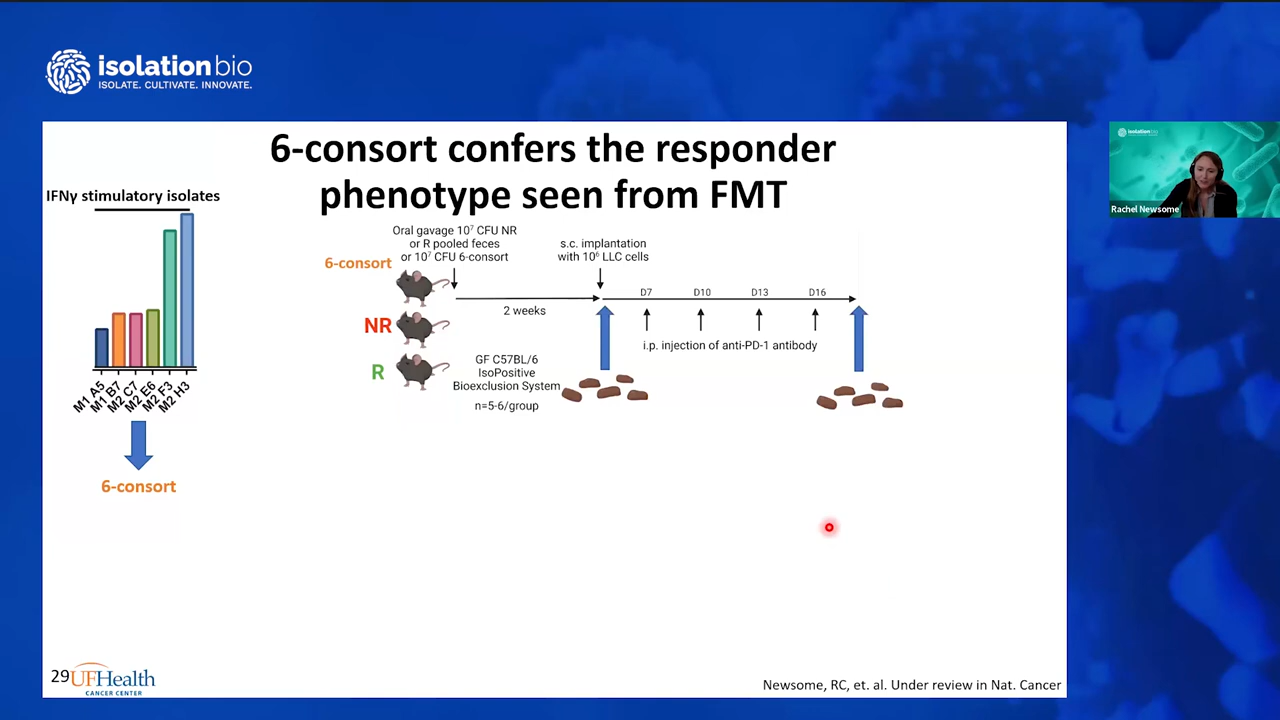 isolation bio
ISOLATE. CULTIVATE. INNOVATE.
6-consort confers the responder
phenotype seen from FMT
IFNγ stimulatory isolates
M1 A5
M1 B7
M2 C7
M2 E6
M2 F3
M2 H3
6-consort
Oral gavage 10⁷ CFU NR
or R pooled feces
or 10⁷ CFU 6-consort
6-consort
NR
R
2 weeks
GF C57BL/6
IsoPositive
Bioexclusion System
n=5-6/group
s.c. implantation
with 10⁶ LLC cells
D7
D10
D13
D16
i.p. injection of anti-PD-1 antibody
isolation bio
Rachel Newsome
29
UFHealth
CANCER CENTER
Newsome, RC, et. al. Under review in Nat. Cancer